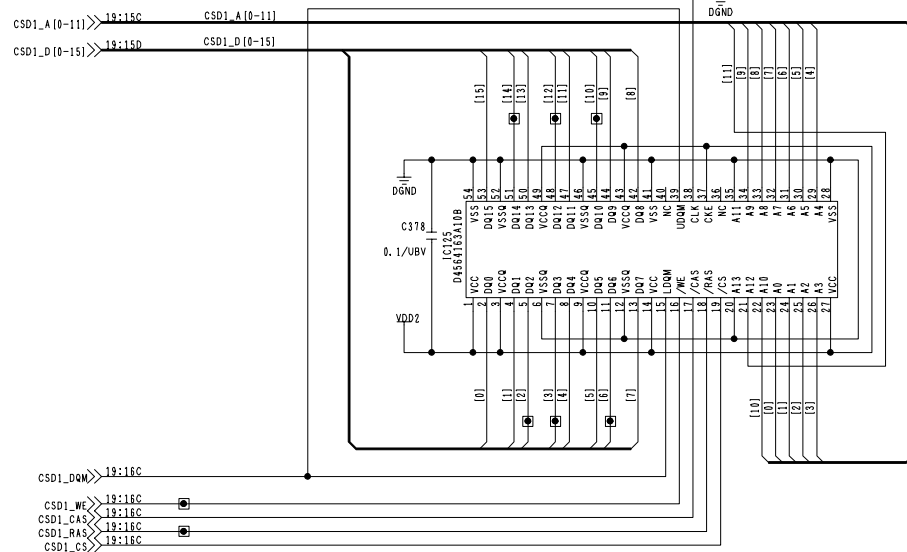 DGND
CSD1_A[0-11] 19:15C CSD1_A[0-11]
CSD1_D[0-15] 19:15D CSD1_D[0-15]
[15] [14] [13] [12] [11] [10] [9] [8] [11] [9] [8] [7] [6] [5] [4]
DGND
54 53 52 51 50 49 48 47 46 45 44 43 42 41 40 39 38 37 36 35 34 33 32 31 30 29 28
VSS DQ15 VSSQ DQ14 DQ13 VCCQ DQ12 DQ11 VSSQ DQ10 DQ9 VCCQ DQ8 VSS NC UDQM CLK CKE NC A11 A9 A8 A7 A6 A5 A4 VSS
C378
0.1/UBV
IC125
D4564163A10B
VCC DQ0 VCCQ DQ1 DQ2 VSSQ DQ3 DQ4 VCCQ DQ5 DQ6 VSSQ DQ7 VCC LDQM /WE /CAS /RAS /CS A13 A12 A10 A0 A1 A2 A3 VCC
1 2 3 4 5 6 7 8 9 10 11 12 13 14 15 16 17 18 19 20 21 22 23 24 25 26 27
VDD2
[0] [1] [2] [3] [4] [5] [6] [7] [10] [0] [1] [2] [3]
CSD1_DQM 19:16C
CSD1_WE 19:16C
CSD1_CAS 19:16C
CSD1_RAS 19:16C
CSD1_CS 19:16C